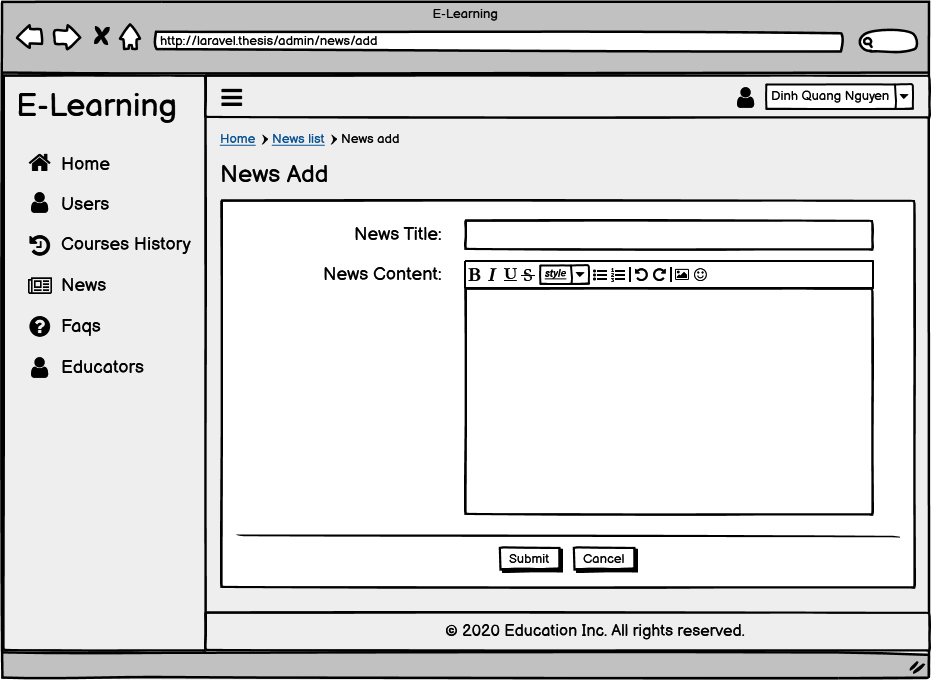 E-Learning
http://laravel.thesis/admin/news/add
E-Learning
Home
Users
Courses History
News
Faqs
Educators
Dinh Quang Nguyen
Home News list News add
News Add
News Title:
News Content:
B I U S style
Submit Cancel
© 2020 Education Inc. All rights reserved.